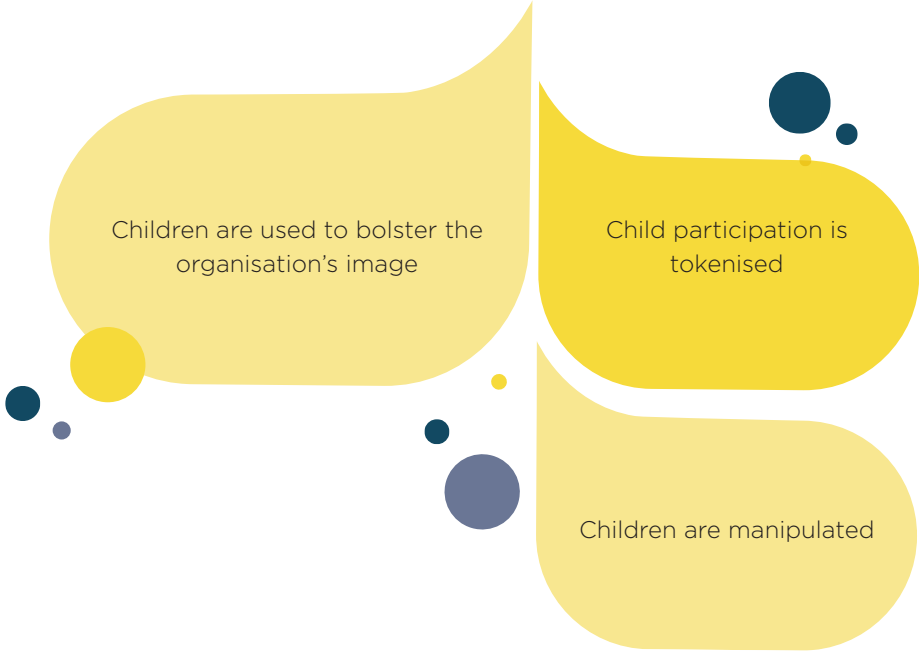 Children are used to bolster the
organisation’s image
Child participation is
tokenised
Children are manipulated